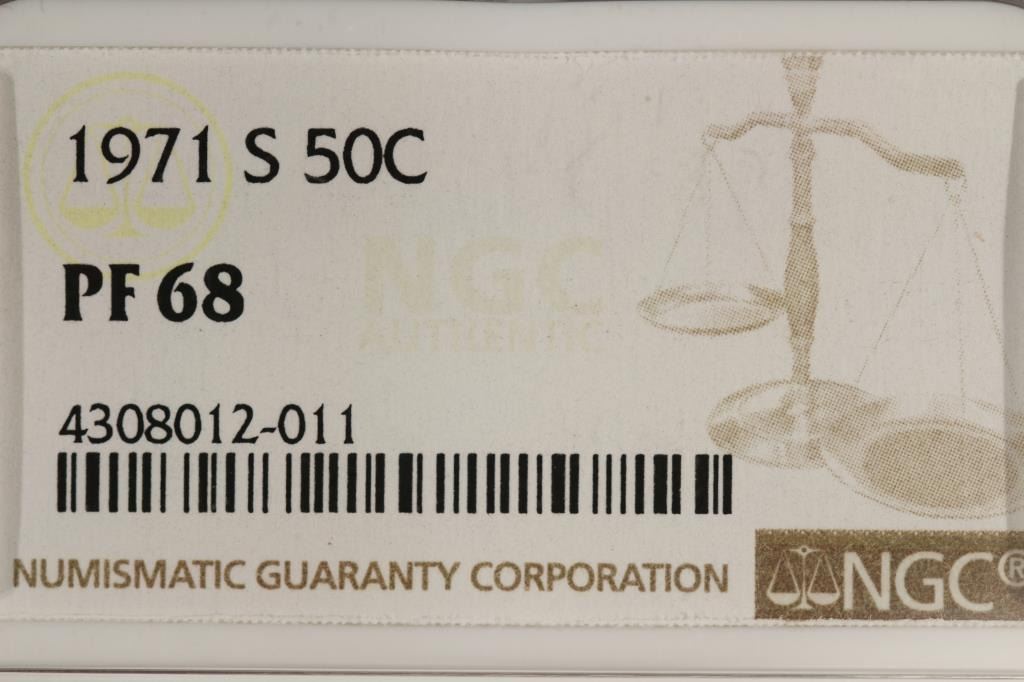 1971 S 50C
PF 68
NGC
AUTHENTIC
4308012-011
NUMISMATIC GUARANTY CORPORATION
NGC®